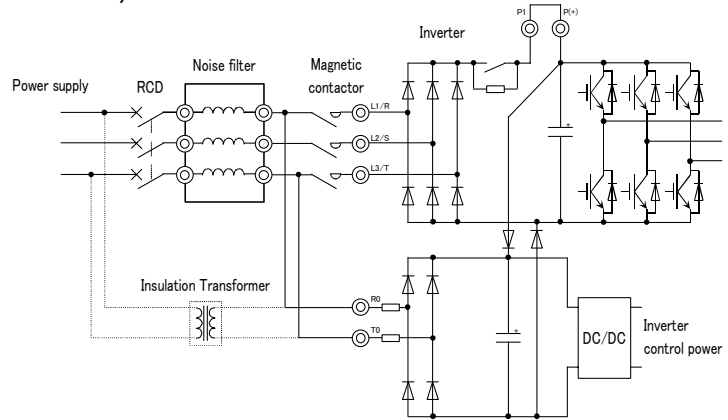 P1
P(+)
Inverter
Noise filter
Magnetic
contactor
Power supply
RCD
L1/R
L2/S
L3/T
+
Insulation Transformer
R0
T0
+
DC/DC
Inverter
control power